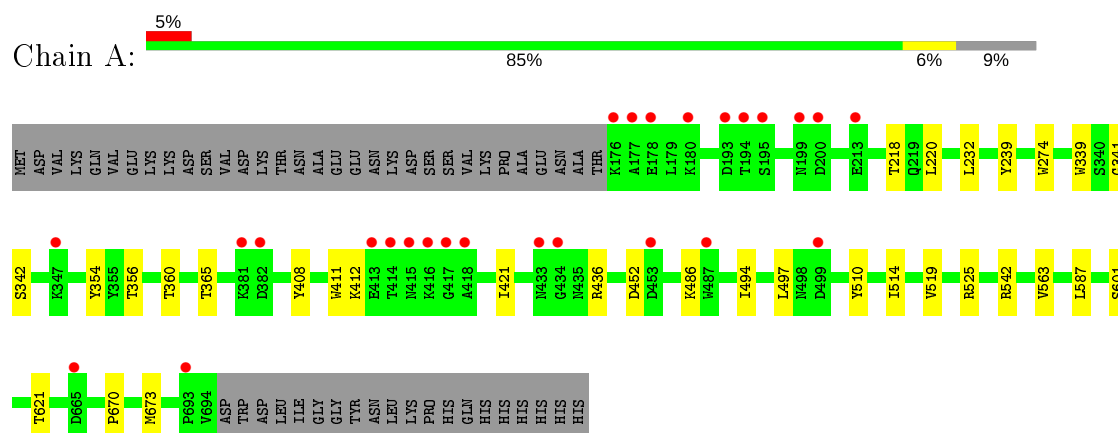 5%
Chain A:
85% 6% 9%
MET ASP VAL LYS GLN VAL GLU LYS LYS ASP SER VAL ASP LYS THR ASN ALA GLU GLU ASN LYS ASP SER SER VAL LYS PRO ALA GLU ASN ALA THR K176 A177 E178 L179 K180 D193 T194 S195 N199 D200 E213 T218 Q219 L220 L232 Y239 W274 W339 S340 G341
S342 K347 Y354 Y355 T356 T360 T365 K381 D382 Y408 W411 K412 E413 T414 N415 K416 G417 A418 I421 N433 G434 N435 R436 D452 D453 K486 W487 I494 L497 N498 D499 Y510 I514 V519 R525 R542 V563 L587 S601
T621 D665 P670 M673 P693 V694 ASP TRP ASP LEU ILE GLY GLY TYR ASN LEU LYS PRO HIS GLN HIS HIS HIS HIS HIS HIS